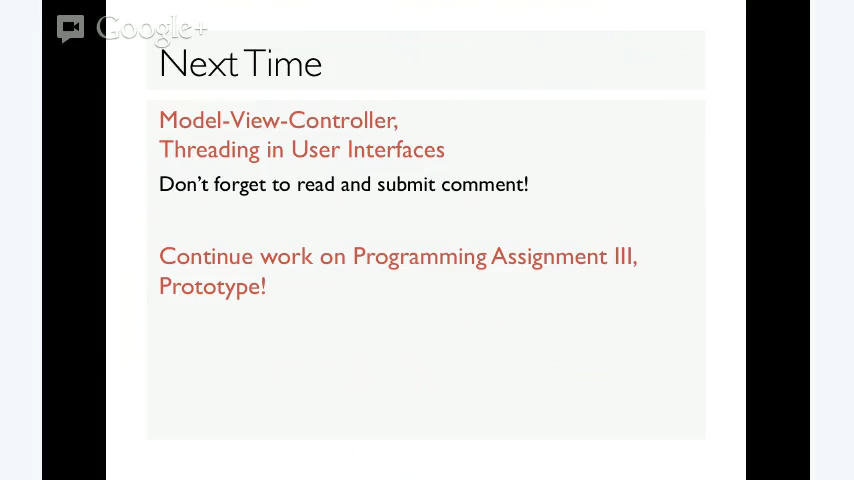 Google+
Next Time
Model-View-Controller,
Threading in User Interfaces
Don't forget to read and submit comment!
Continue work on Programming Assignment III,
Prototype!